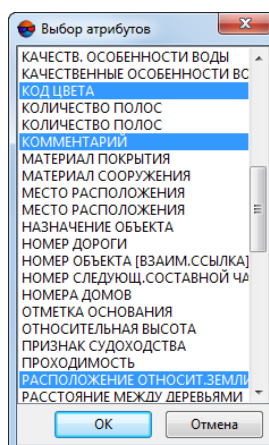 Выбор атрибутов
КАЧЕСТВ. ОСОБЕННОСТИ ВОДЫ
КАЧЕСТВЕННЫЕ ОСОБЕННОСТИ ВО
КОД ЦВЕТА
КОЛИЧЕСТВО ПОЛОС
КОЛИЧЕСТВО ПОЛОС
КОММЕНТАРИЙ
МАТЕРИАЛ ПОКРЫТИЯ
МАТЕРИАЛ СООРУЖЕНИЯ
МЕСТО РАСПОЛОЖЕНИЯ
МЕСТО РАСПОЛОЖЕНИЯ
НАЗНАЧЕНИЕ ОБЪЕКТА
НОМЕР ДОРОГИ
НОМЕР ОБЪЕКТА [ВЗАИМ.ССЫЛКА]
НОМЕР СЛЕДУЮЩ.СОСТАВНОЙ ЧА
НОМЕРА ДОМОВ
ОТМЕТКА ОСНОВАНИЯ
ОТНОСИТЕЛЬНАЯ ВЫСОТА
ПРИЗНАК СУДОХОДСТВА
ПРОХОДИМОСТЬ
РАСПОЛОЖЕНИЕ ОТНОСИТ.ЗЕМЛИ
РАССТОЯНИЕ МЕЖДУ ДЕРЕВЬЯМИ
ОК
Отмена